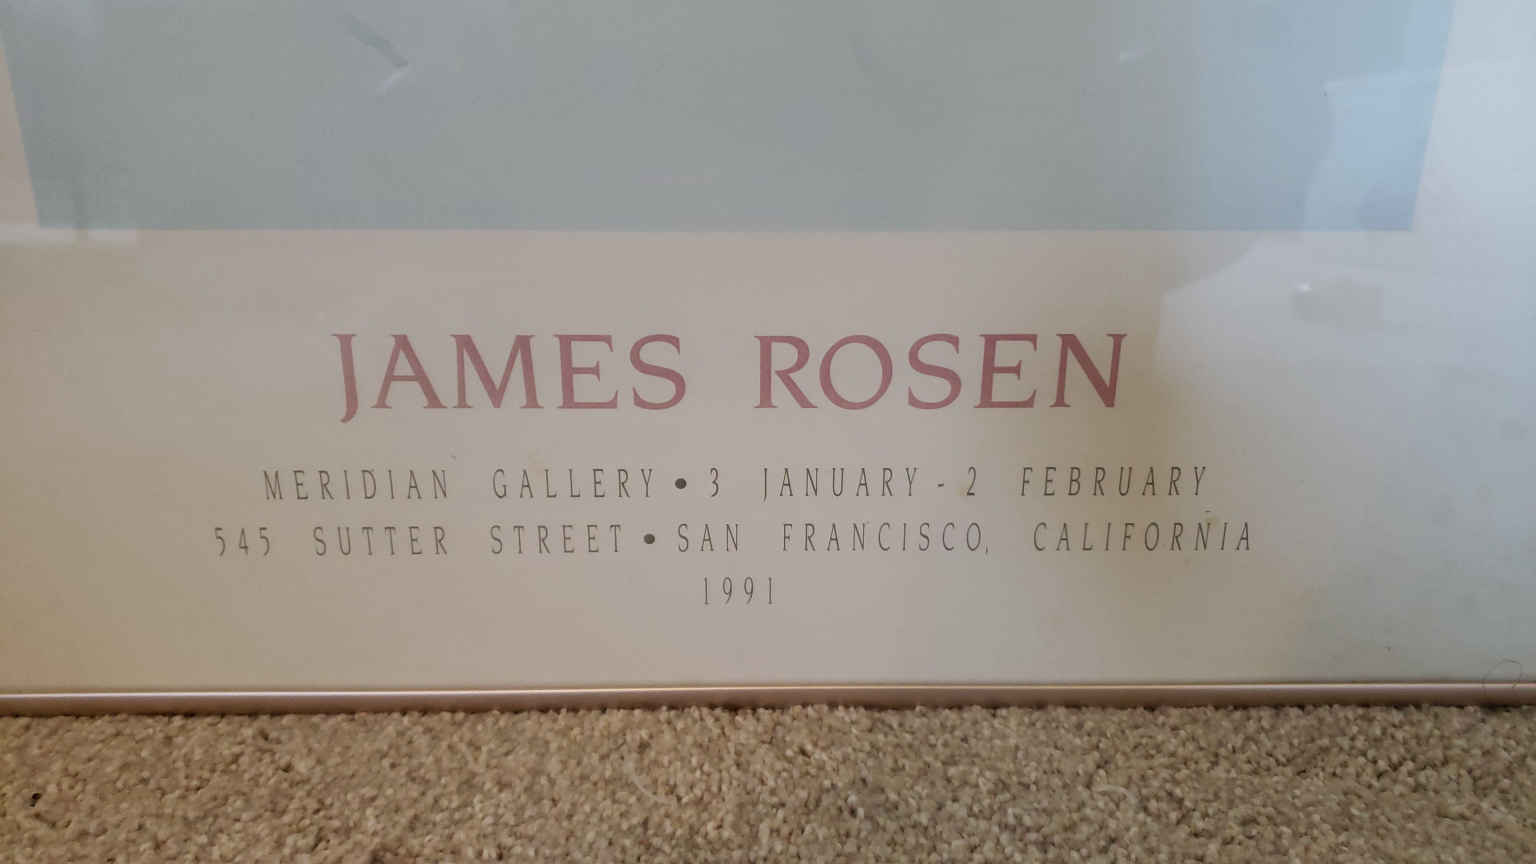 JAMES ROSEN
MERIDIAN GALLERY • 3 JANUARY - 2 FEBRUARY
545 SUTTER STREET • SAN FRANCISCO, CALIFORNIA
1991